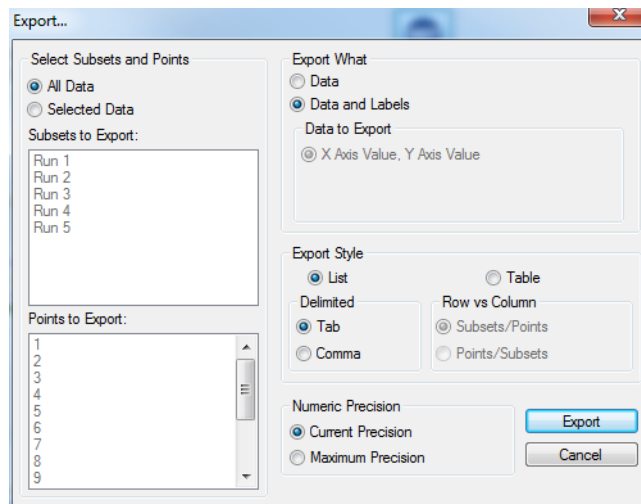 Export...
Select Subsets and Points
All Data
Selected Data
Subsets to Export:
Run 1
Run 2
Run 3
Run 4
Run 5
Points to Export:
1
2
3
4
5
6
7
8
9
Export What
Data
Data and Labels
Data to Export
X Axis Value, Y Axis Value
Export Style
List
Table
Delimited
Tab
Comma
Row vs Column
Subsets/Points
Points/Subsets
Numeric Precision
Current Precision
Maximum Precision
Export
Cancel